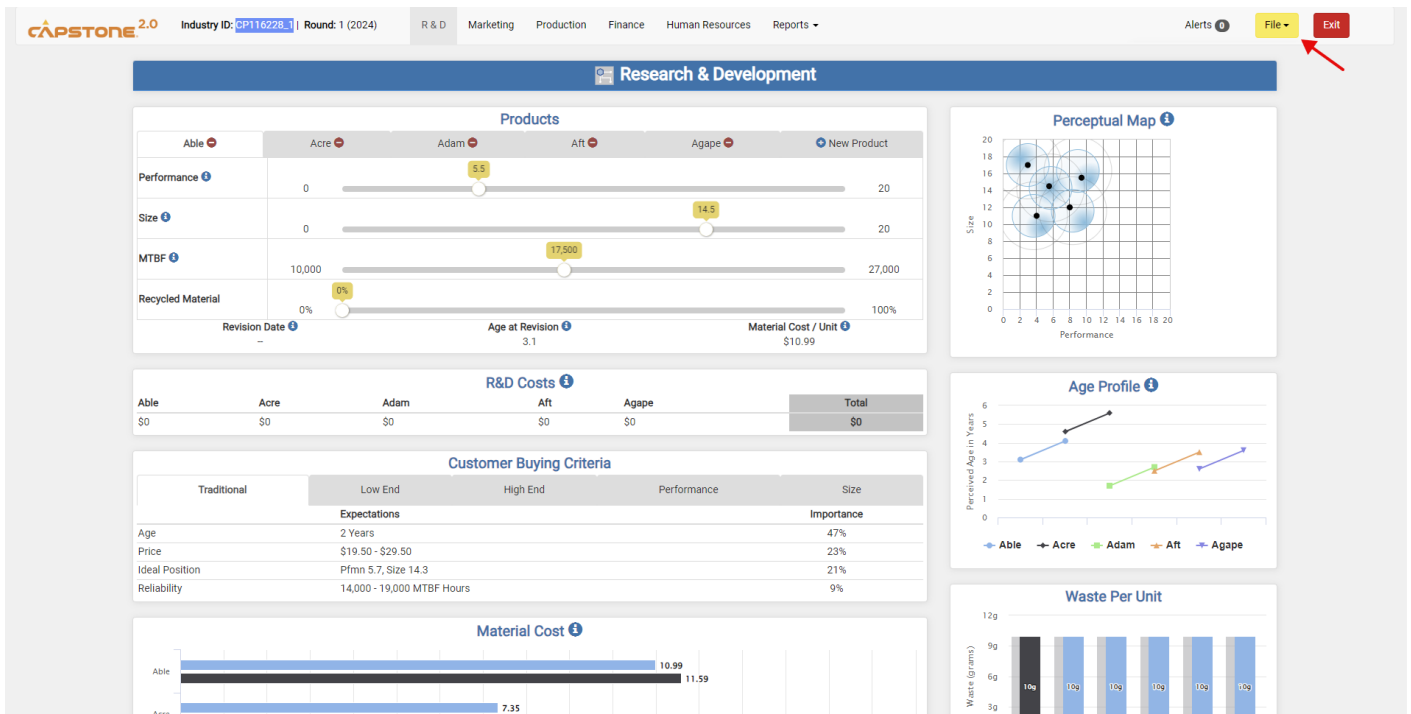 CAPSTONE 2.0 Industry ID: CP116228_1 | Round: 1 (2024) R & D Marketing Production Finance Human Resources Reports Alerts 0 File Exit
Research & Development
Products
Able Acre Adam Aft Agape New Product
Performance 0 5.5 20
Size 0 14.5 20
MTBF 10,000 17,500 27,000
Recycled Material 0% 0% 100%
Revision Date Age at Revision Material Cost / Unit
-- 3.1 $10.99
Perceptual Map
20
18
16
14
12
10
8
6
4
2
0
Size
0 2 4 6 8 10 12 14 16 18 20
Performance
R&D Costs
Able Acre Adam Aft Agape Total
$0 $0 $0 $0 $0 $0
Age Profile
6
5
4
3
2
1
0
Perceived Age in Years
Able Acre Adam Aft Agape
Customer Buying Criteria
Traditional Low End High End Performance Size
Expectations Importance
Age 2 Years 47%
Price $19.50 - $29.50 23%
Ideal Position Pfmn 5.7, Size 14.3 21%
Reliability 14,000 - 19,000 MTBF Hours 9%
Material Cost
Able 10.99
11.59
Acre 7.35
Waste Per Unit
12g
9g
6g
3g
Waste (grams)
10g 10g 10g 10g 10g 10g